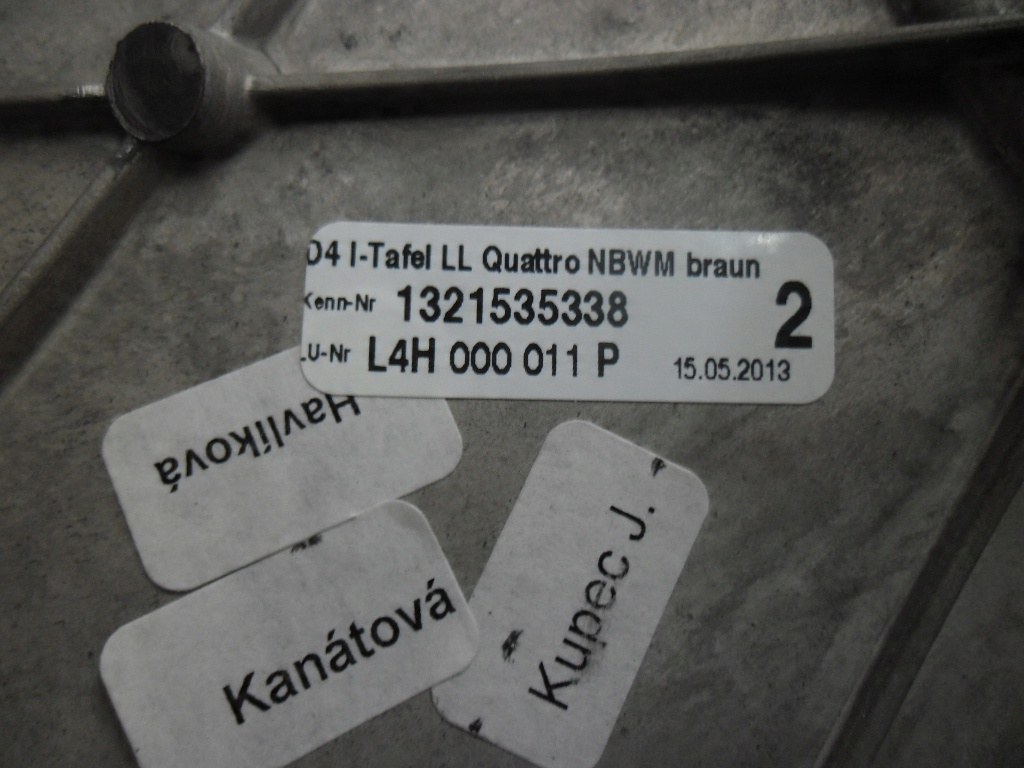 D4 I-Tafel LL Quattro NBWM braun
Kenn-Nr 1321535338
2
LU-Nr L4H 000 011 P 15.05.2013
Havlíková
Kanátová
Kupec J.